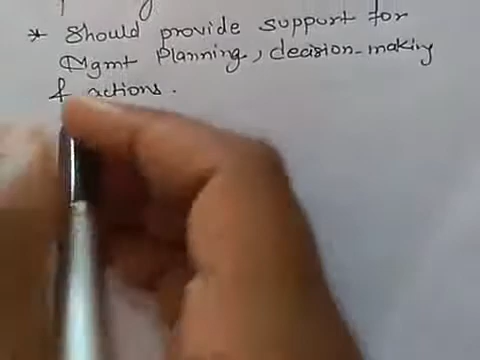 * Should provide support for
Mgmt Planning, decision-making
& actions.